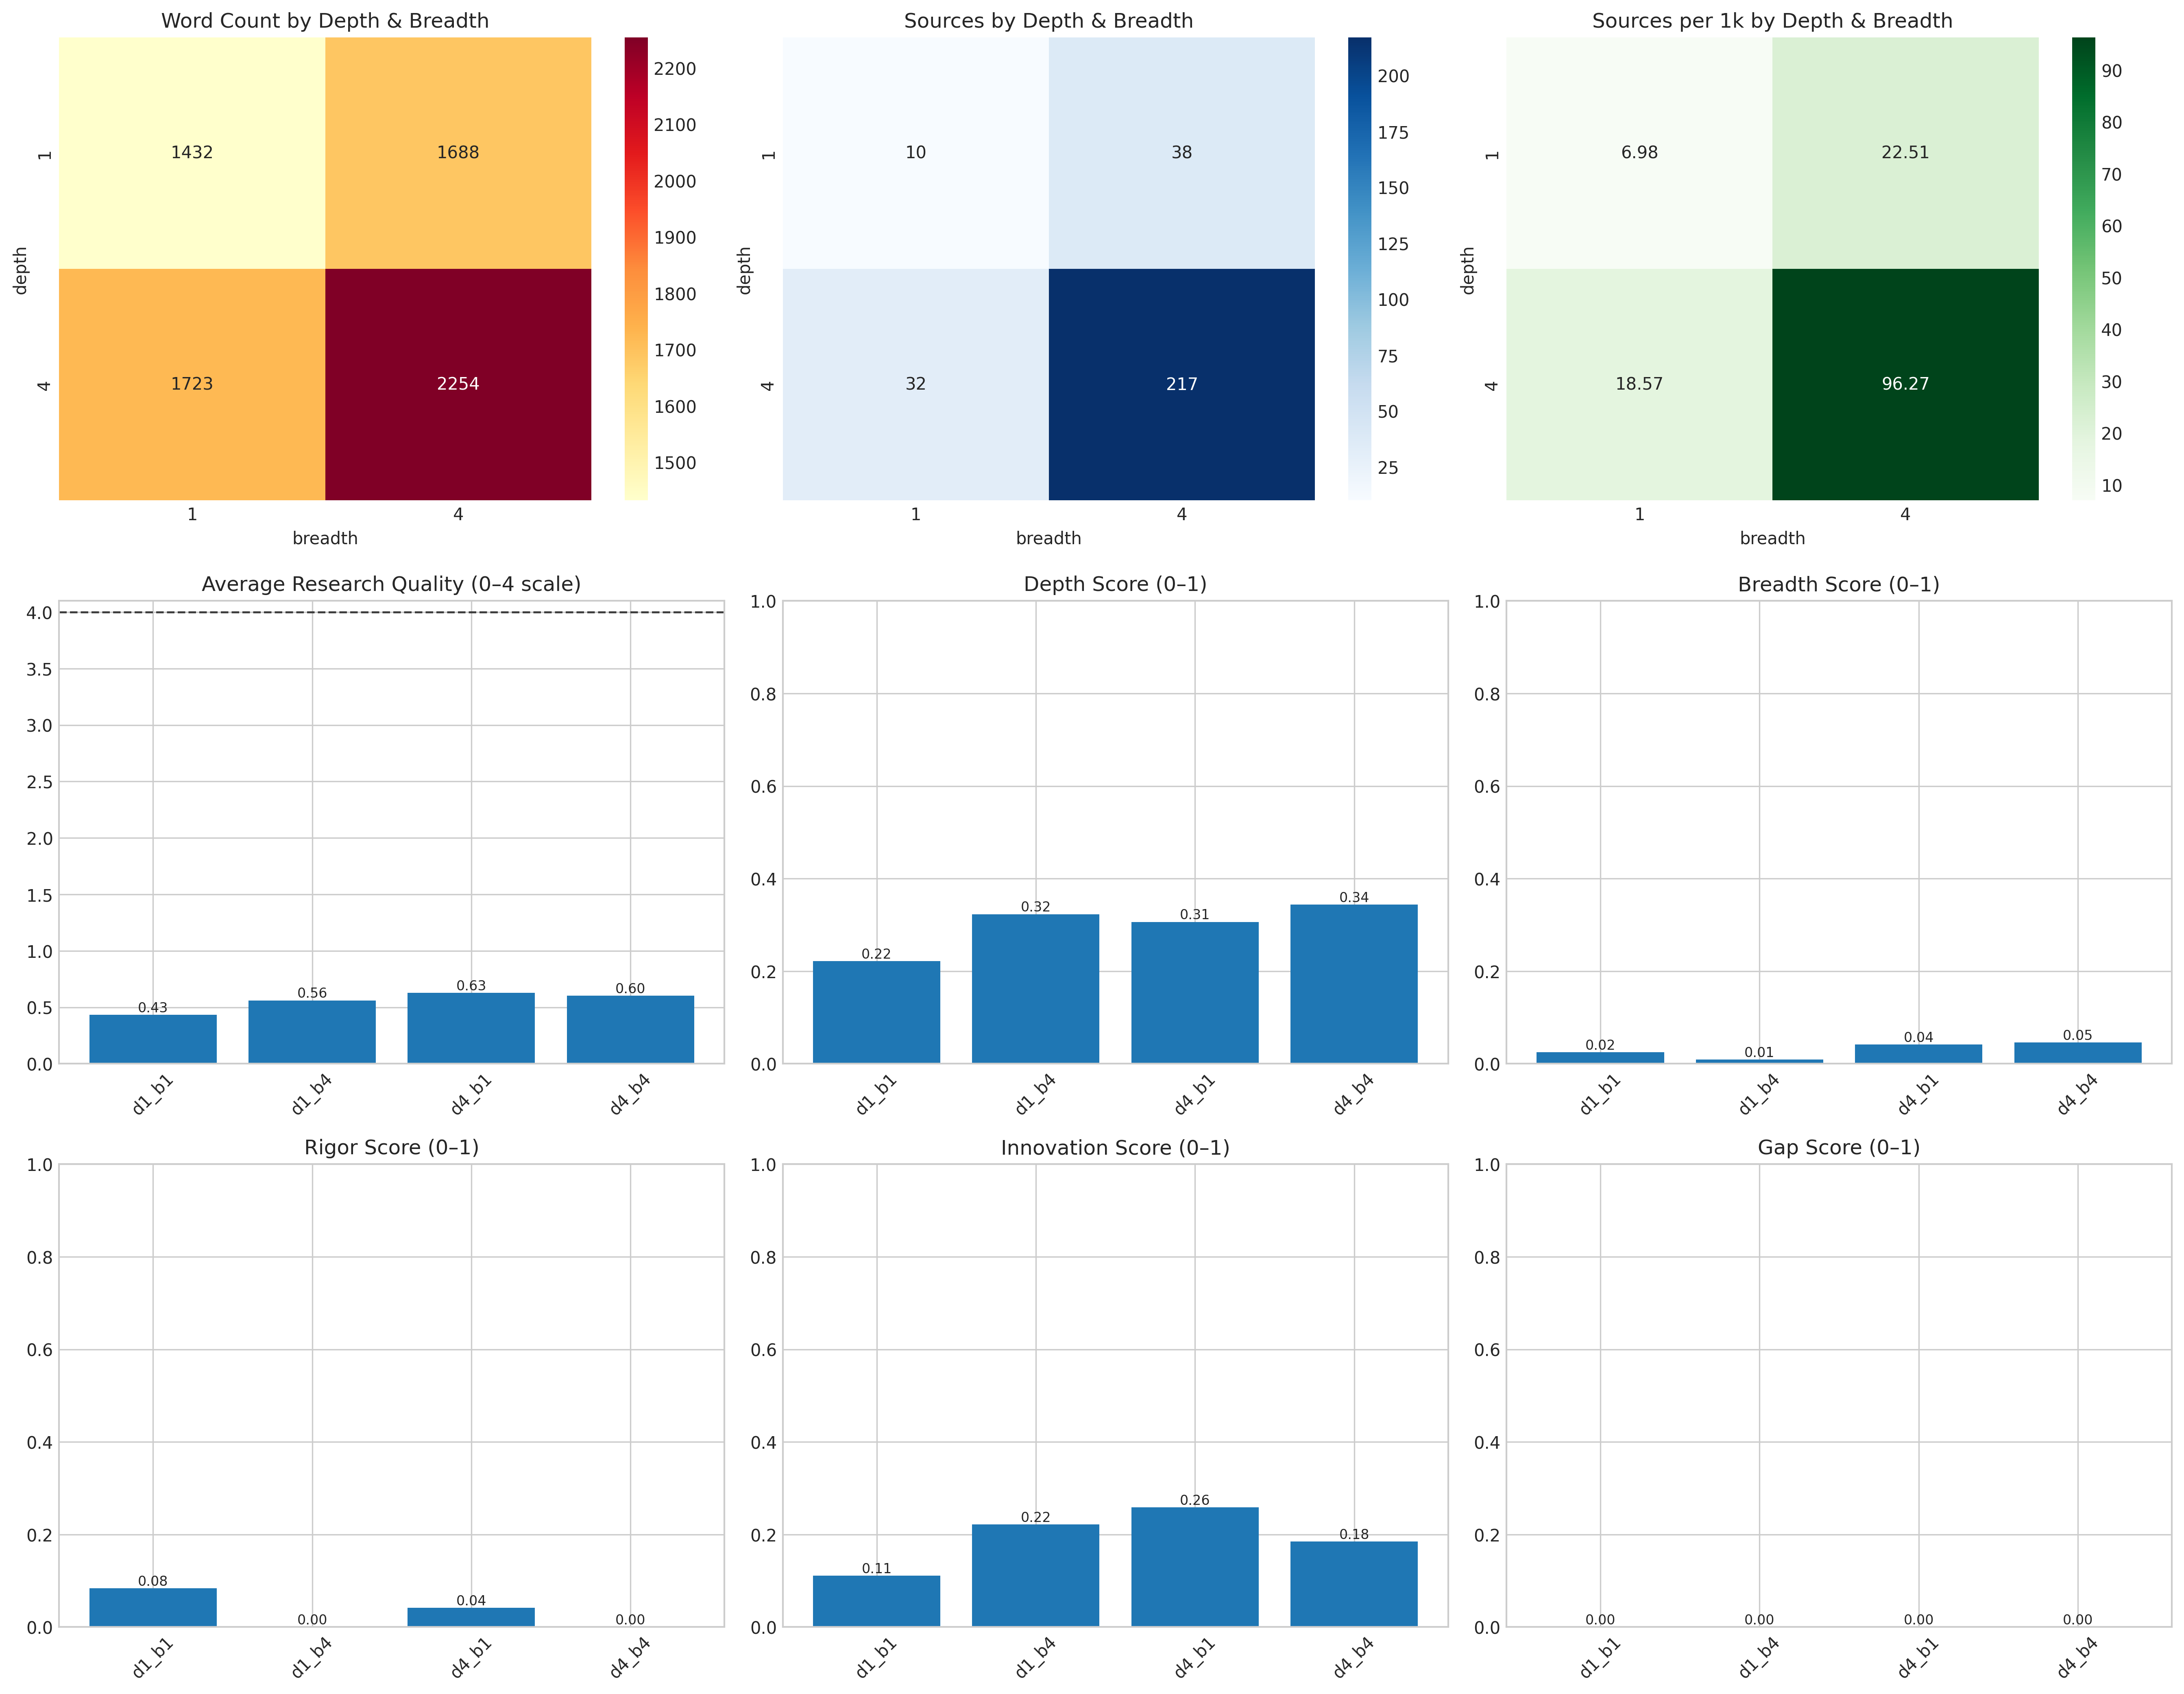 Word Count by Depth & Breadth
1432 1688
1723 2254
1
4
depth
1 4
breadth
2200
2100
2000
1900
1800
1700
1600
1500
Sources by Depth & Breadth
10 38
32 217
1
4
depth
1 4
breadth
200
175
150
125
100
75
50
25
Sources per 1k by Depth & Breadth
6.98 22.51
18.57 96.27
1
4
depth
1 4
breadth
90
80
70
60
50
40
30
20
10
Average Research Quality (0–4 scale)
4.0
3.5
3.0
2.5
2.0
1.5
1.0
0.5
0.0
0.43 0.56 0.63 0.60
d1_b1 d1_b4 d4_b1 d4_b4
Depth Score (0–1)
1.0
0.8
0.6
0.4
0.2
0.0
0.22 0.32 0.31 0.34
d1_b1 d1_b4 d4_b1 d4_b4
Breadth Score (0–1)
1.0
0.8
0.6
0.4
0.2
0.0
0.02 0.01 0.04 0.05
d1_b1 d1_b4 d4_b1 d4_b4
Rigor Score (0–1)
1.0
0.8
0.6
0.4
0.2
0.0
0.08 0.00 0.04 0.00
d1_b1 d1_b4 d4_b1 d4_b4
Innovation Score (0–1)
1.0
0.8
0.6
0.4
0.2
0.0
0.11 0.22 0.26 0.18
d1_b1 d1_b4 d4_b1 d4_b4
Gap Score (0–1)
1.0
0.8
0.6
0.4
0.2
0.0
0.00 0.00 0.00 0.00
d1_b1 d1_b4 d4_b1 d4_b4